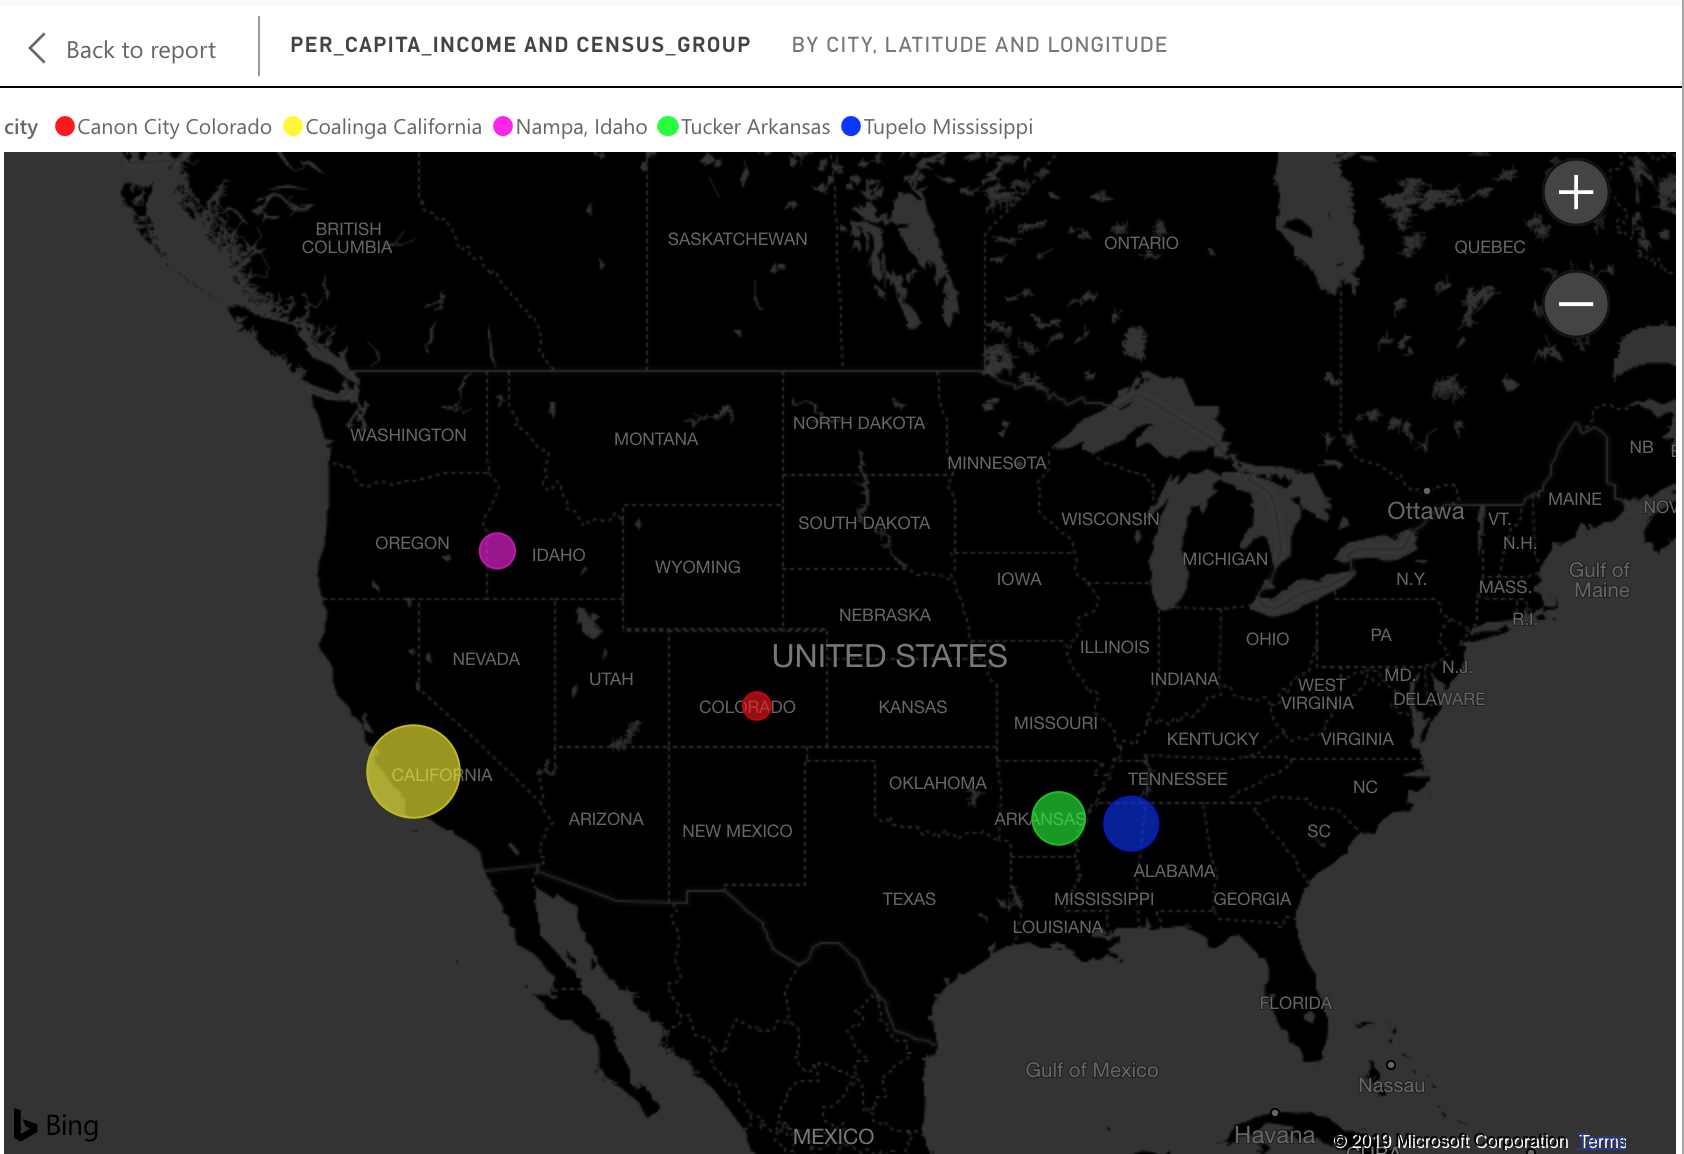 Back to report
PER_CAPITA_INCOME AND CENSUS_GROUP
BY CITY, LATITUDE AND LONGITUDE
city
Canon City Colorado
Coalinga California
Nampa, Idaho
Tucker Arkansas
Tupelo Mississippi
BRITISH
COLUMBIA
SASKATCHEWAN
ONTARIO
QUEBEC
WASHINGTON
MONTANA
NORTH DAKOTA
MINNESOTA
NB
MAINE
Ottawa
VT.
N.H.
OREGON
IDAHO
WYOMING
SOUTH DAKOTA
WISCONSIN
MICHIGAN
N.Y.
MASS.
R.I.
Gulf of
Maine
IOWA
NEBRASKA
UNITED STATES
ILLINOIS
INDIANA
OHIO
PA
N.J.
MD.
DELAWARE
WEST
VIRGINIA
NEVADA
UTAH
COLORADO
KANSAS
MISSOURI
KENTUCKY
VIRGINIA
CALIFORNIA
OKLAHOMA
TENNESSEE
NC
ARIZONA
NEW MEXICO
ARKANSAS
SC
ALABAMA
TEXAS
MISSISSIPPI
GEORGIA
LOUISIANA
FLORIDA
Gulf of Mexico
Nassau
Bing
MEXICO
Havana
© 2019 Microsoft Corporation Terms